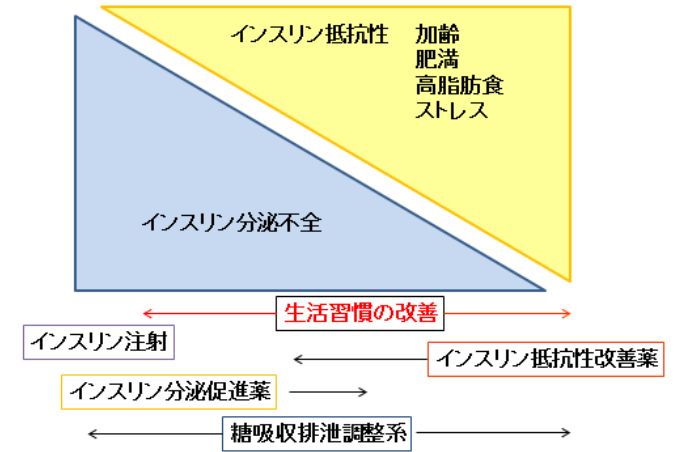 インスリン抵抗性 加齢
肥満
高脂肪食
ストレス
インスリン分泌不全
生活習慣の改善
インスリン注射
インスリン抵抗性改善薬
インスリン分泌促進薬
糖吸収排泄調整系